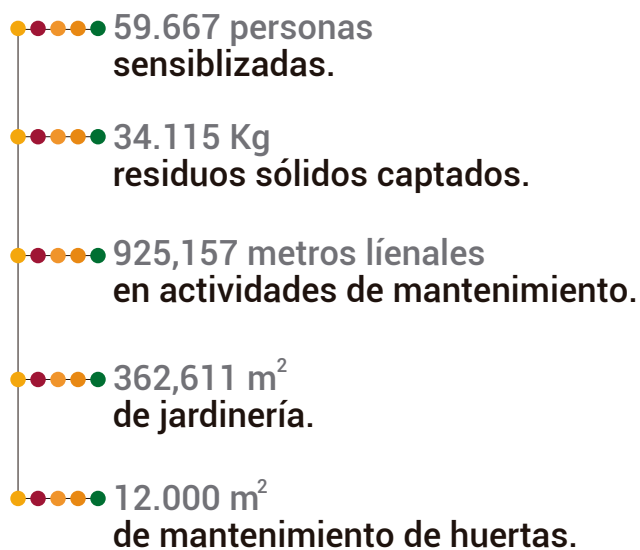 59.667 personas
sensiblizadas.
34.115 Kg
residuos sólidos captados.
925,157 metros líenales
en actividades de mantenimiento.
362,611 m²
de jardinería.
12.000 m²
de mantenimiento de huertas.